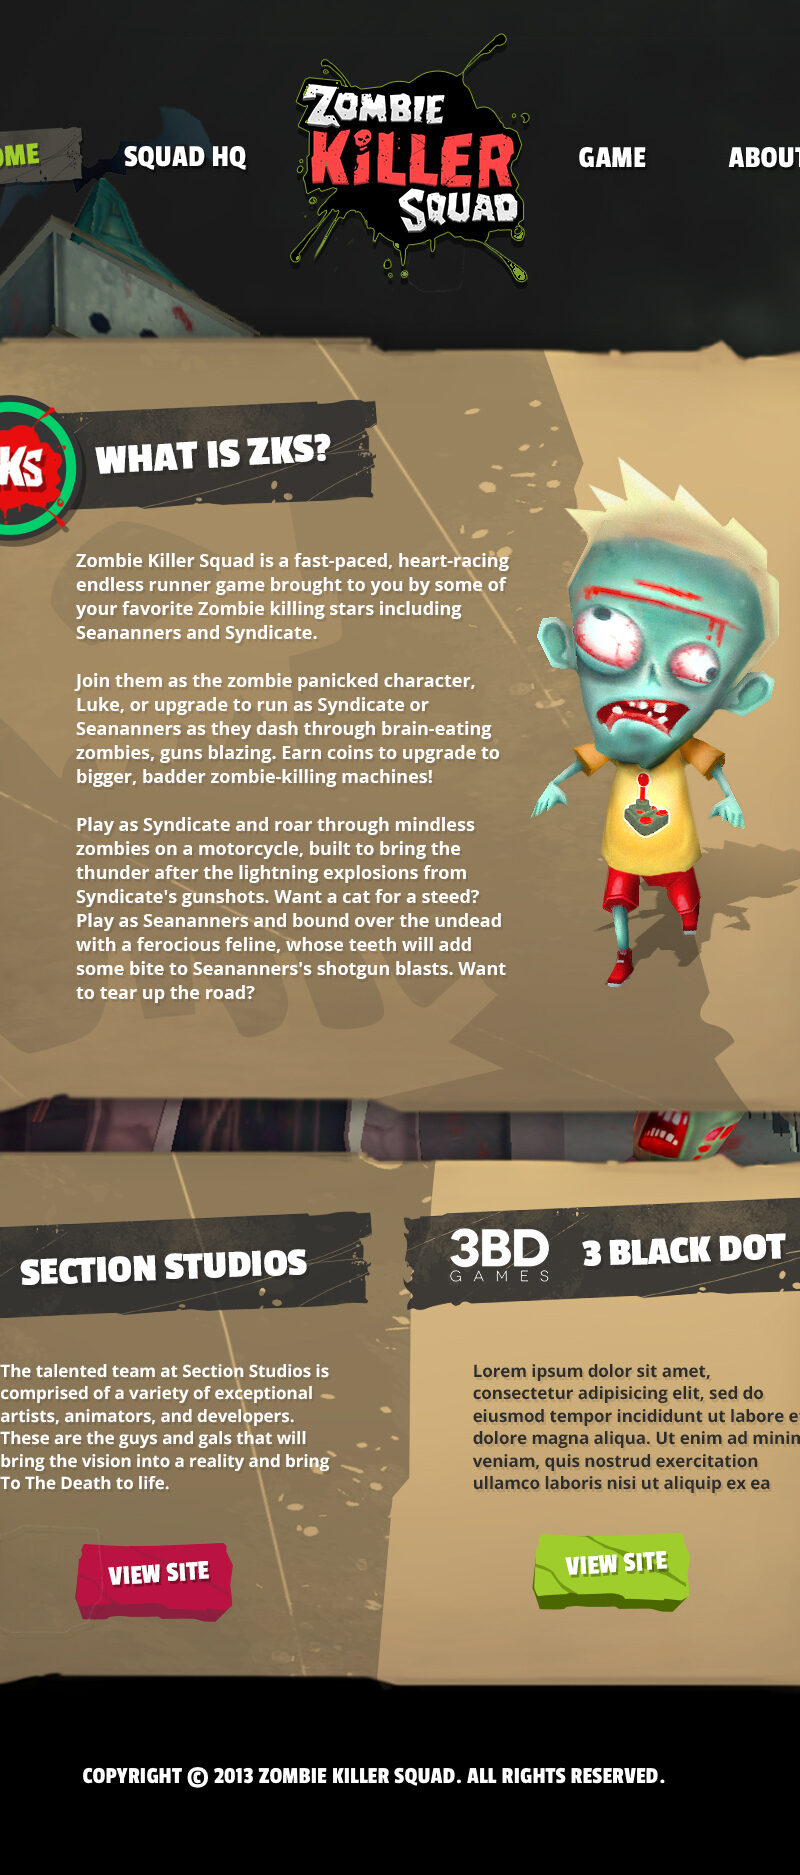 OME
SQUAD HQ
ZOMBIE
KILLER
SQUAD
GAME
ABOUT
KS
WHAT IS ZKS?
Zombie Killer Squad is a fast-paced, heart-racing
endless runner game brought to you by some of
your favorite Zombie killing stars including
Seananners and Syndicate.
Join them as the zombie panicked character,
Luke, or upgrade to run as Syndicate or
Seananners as they dash through brain-eating
zombies, guns blazing. Earn coins to upgrade to
bigger, badder zombie-killing machines!
Play as Syndicate and roar through mindless
zombies on a motorcycle, built to bring the
thunder after the lightning explosions from
Syndicate's gunshots. Want a cat for a steed?
Play as Seananners and bound over the undead
with a ferocious feline, whose teeth will add
some bite to Seananners's shotgun blasts. Want
to tear up the road?
SECTION STUDIOS
The talented team at Section Studios is
comprised of a variety of exceptional
artists, animators, and developers.
These are the guys and gals that will
bring the vision into a reality and bring
To The Death to life.
VIEW SITE
3BD
GAMES
3 BLACK DOT
Lorem ipsum dolor sit amet,
consectetur adipisicing elit, sed do
eiusmod tempor incididunt ut labore et
dolore magna aliqua. Ut enim ad minim
veniam, quis nostrud exercitation
ullamco laboris nisi ut aliquip ex ea
VIEW SITE
COPYRIGHT © 2013 ZOMBIE KILLER SQUAD. ALL RIGHTS RESERVED.